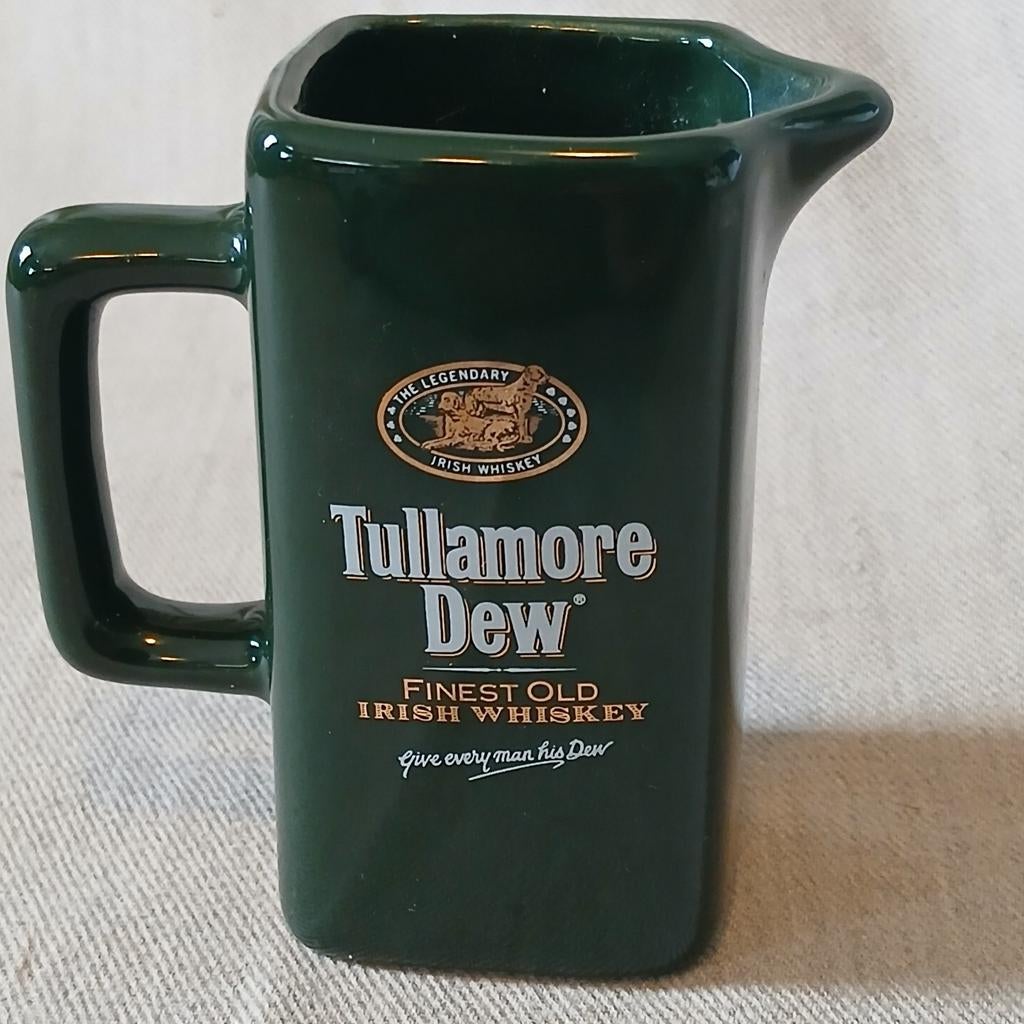 THE LEGENDARY
IRISH WHISKEY
Tullamore
Dew®
FINEST OLD
IRISH WHISKEY
Give every man his Dew